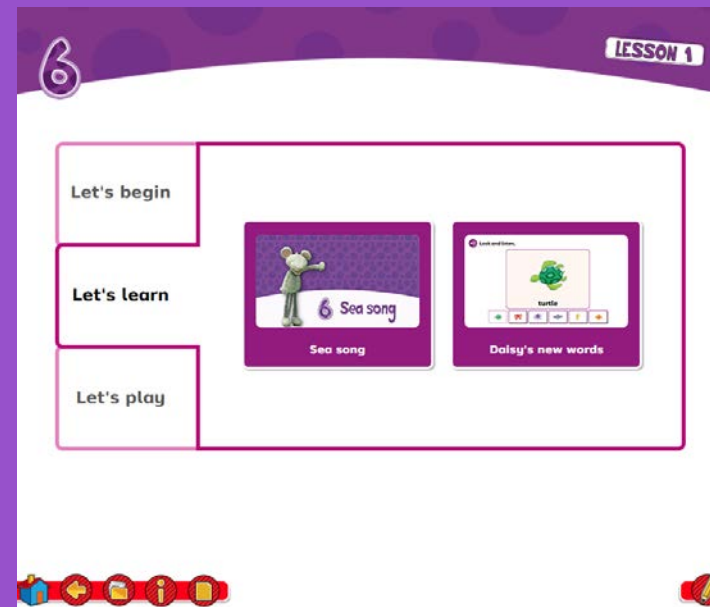 6
LESSON 1
Let's begin
Let's learn
Let's play
6 Sea song
Sea song
Look and listen.
turtle
Daisy's new words